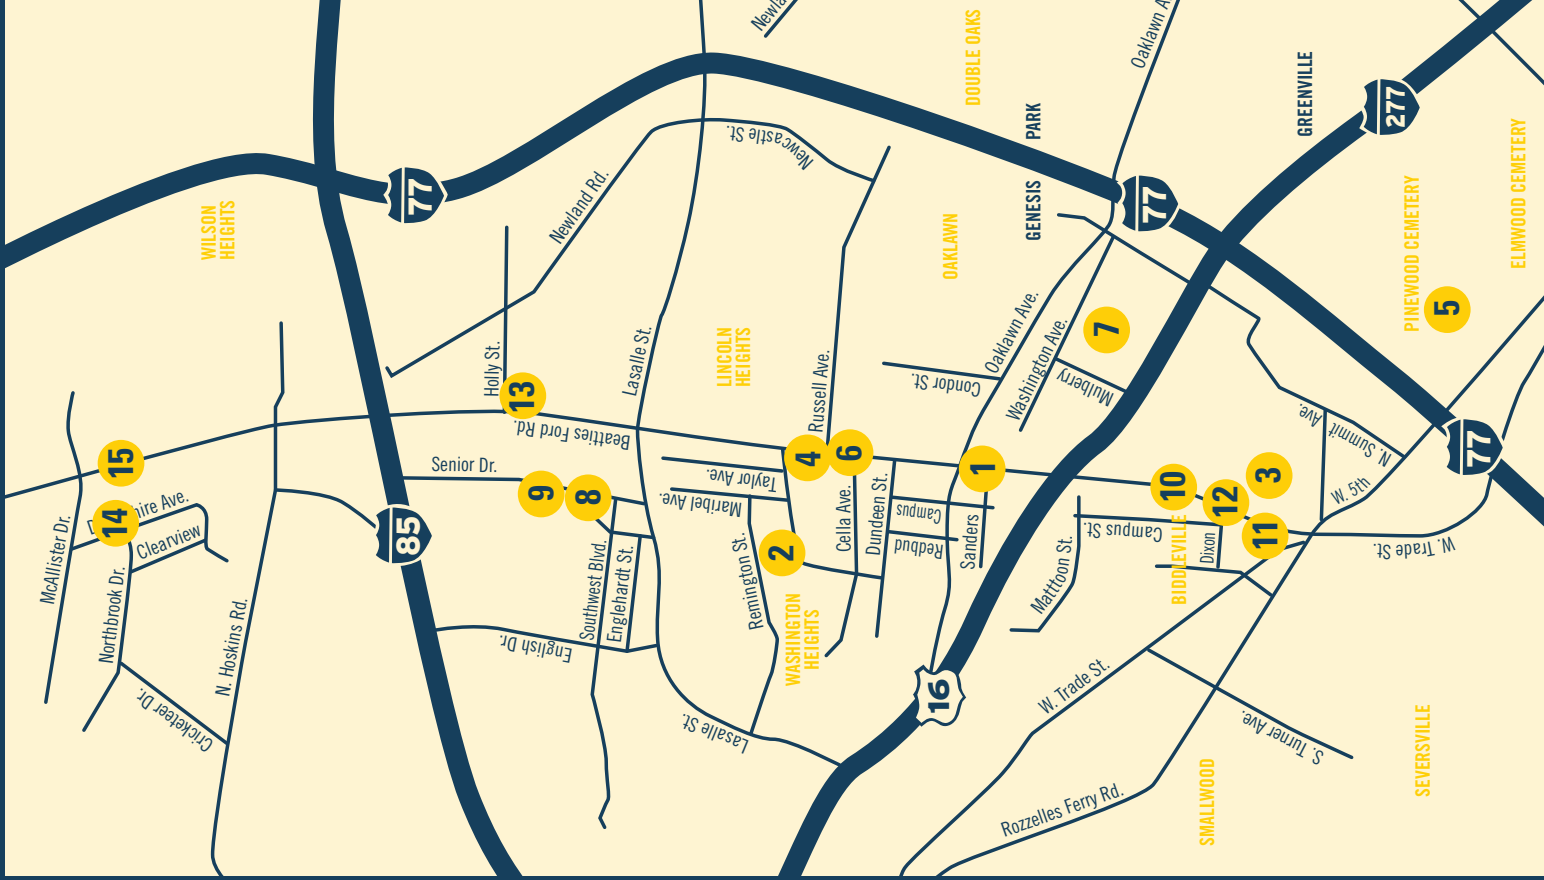 Oaklawn A
DOUBLE OAKS
GREENVILLE
277
PARK
Newcastle St.
ELMWOOD CEMETERY
77
Newland Rd.
WILSON
HEIGHTS
GENESIS
77
PINEWOOD CEMETERY
OAKLAWN
5
Oaklawn Ave.
7
Washington Ave.
Lasalle St.
LINCOLN
HEIGHTS
Holly St.
Russell Ave.
Condor St.
Mulberry
13
Beatties Ford Rd.
N. Summit Ave.
77
15
Senior Dr.
4
6
1
Taylor Ave.
Maribel Ave.
9
8
10
3
12
W. 5th
14
hire Ave.
McAllister Dr.
Clearview
85
Cella Ave.
Dundeen St.
Campus
Redbud
Sanders
Campus St.
11
Dixon
W. Trade St.
2
BIDDLEVILLE
Northbrook Dr.
Southwest Blvd.
Englehardt St.
Remington St.
Matttoon St.
N. Hoskins Rd.
English Dr.
WASHINGTON
HEIGHTS
16
W. Trade St.
Cricketeer Dr.
Lasalle St.
S. Turner Ave.
SEVERSVILLE
SMALLWOOD
Rozzelles Ferry Rd.